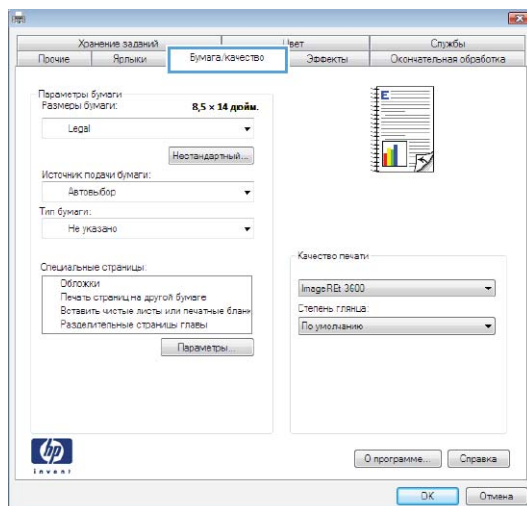 Хранение заданий Цвет Службы
Прочие Ярлыки Бумага/качество Эффекты Окончательная обработка
Параметры бумаги
Размеры бумаги: 8,5 × 14 дюйм.
Legal
Нестандартный...
Источник подачи бумаги:
Автовыбор
Тип бумаги:
Не указано
Специальные страницы:
Обложки
Печать страниц на другой бумаге
Вставить чистые листы или печатные бланк
Разделительные страницы главы
Параметры...
Качество печати
ImageREt 3600
Степень глянца:
По умолчанию
E
hp
invent
О программе... Справка
OK Отмена